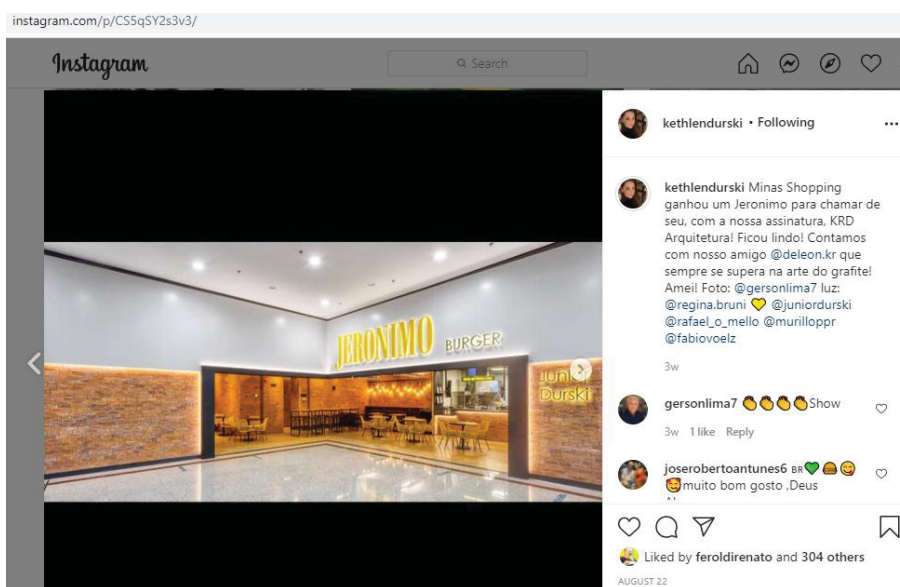 instagram.com/p/CS5qSY2s3v3/
Instagram
Search
JERONIMO BURGER
Junior
Durski
kethlendurski • Following
kethlendurski Minas Shopping
ganhou um Jeronimo para chamar de
seu, com a nossa assinatura, KRD
Arquitetura! Ficou lindo! Contamos
com nosso amigo @deleon.kr que
sempre se supera na arte do grafite!
Amei! Foto: @gersonlima7 luz:
@regina.bruni 💛 @juniordurski
@rafael_o_mello @murilloppr
@fabiovoelz
3w
gersonlima7 👏👏👏👏Show
3w 1 like Reply
joserobertoantunes6 BR💚🍔😋
🥰muito bom gosto ,Deus
Liked by feroldirenato and 304 others
AUGUST 22